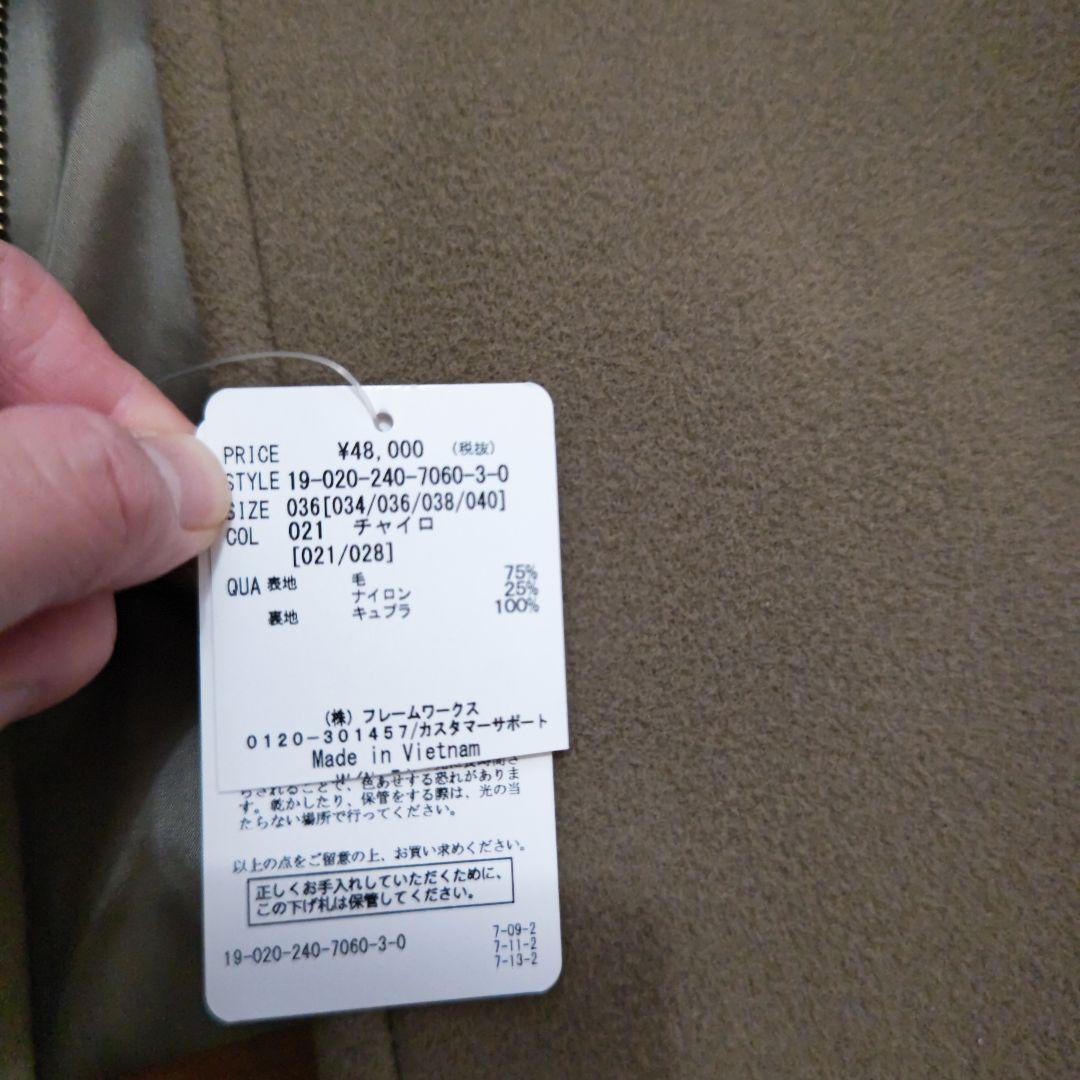 PRICE ¥48,000 (税抜)
STYLE 19-020-240-7060-3-0
SIZE 036[034/036/038/040]
COL 021 チャイロ
[021/028]
QUA 表地 毛 75%
ナイロン 25%
裏地 キュプラ 100%
(株) フレームワークス
0120-301457/カスタマーサポート
Made in Vietnam
らされることで、色あせする恐れがありま
す。乾かしたり、保管をする際は、光の当
たらない場所で行ってください。
以上の点をご留意の上、お買い求めください。
正しくお手入れしていただくために、
この下げ札は保管してください。
19-020-240-7060-3-0
7-09-2
7-11-2
7-13-2